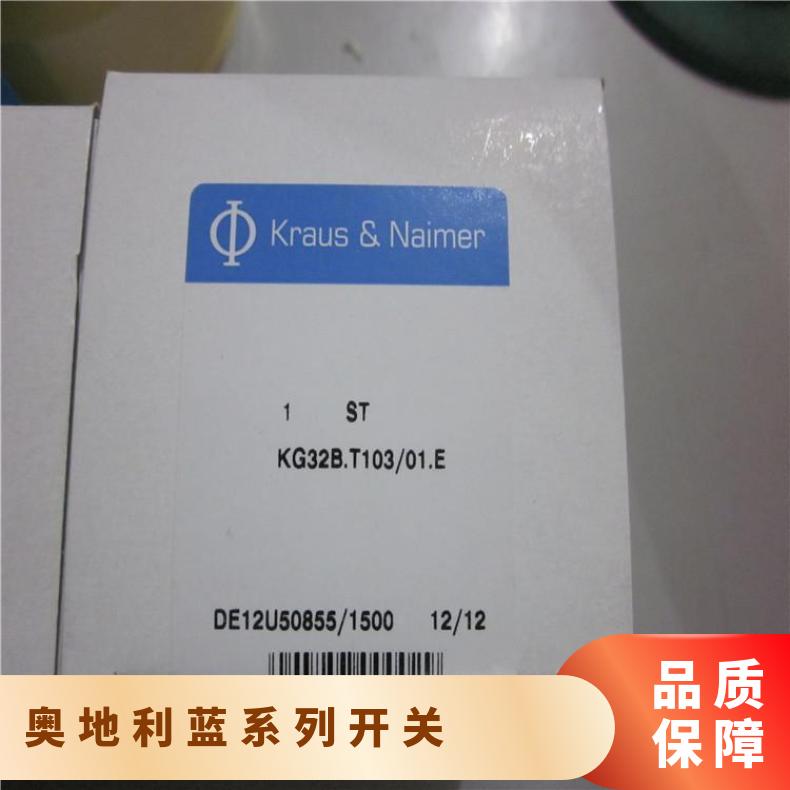 Kraus & Naimer
1 ST
KG32B.T103/01.E
DE12U50855/1500 12/12
奥地利蓝系列开关
品质
保障